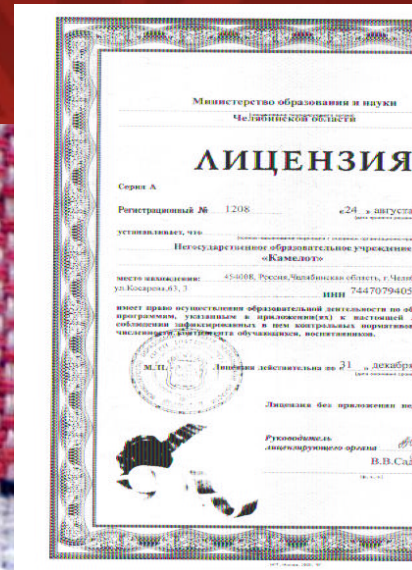 Министерство образования и науки
Челябинской области
ЛИЦЕНЗИЯ
Серия А
Регистрационный № 1208 «24 » августа
устанавливает, что
Негосударственное образовательное учреждение
«Камелот»
место нахождения: 454008, Россия, Челябинская область, г.Челяб
ул.Косарева,63, 3
ИНН 7447079405
имеет право осуществления образовательной деятельности по об
программам, указанным в приложении(ях) к настоящей
соблюдении зафиксированных в нем контрольных нормативов
численности контингента обучающихся, воспитанников.
М.П. Лицензия действительна по « 31 » декабря
Лицензия без приложения не
Руководитель
лицензирующего органа
В.В.Сад